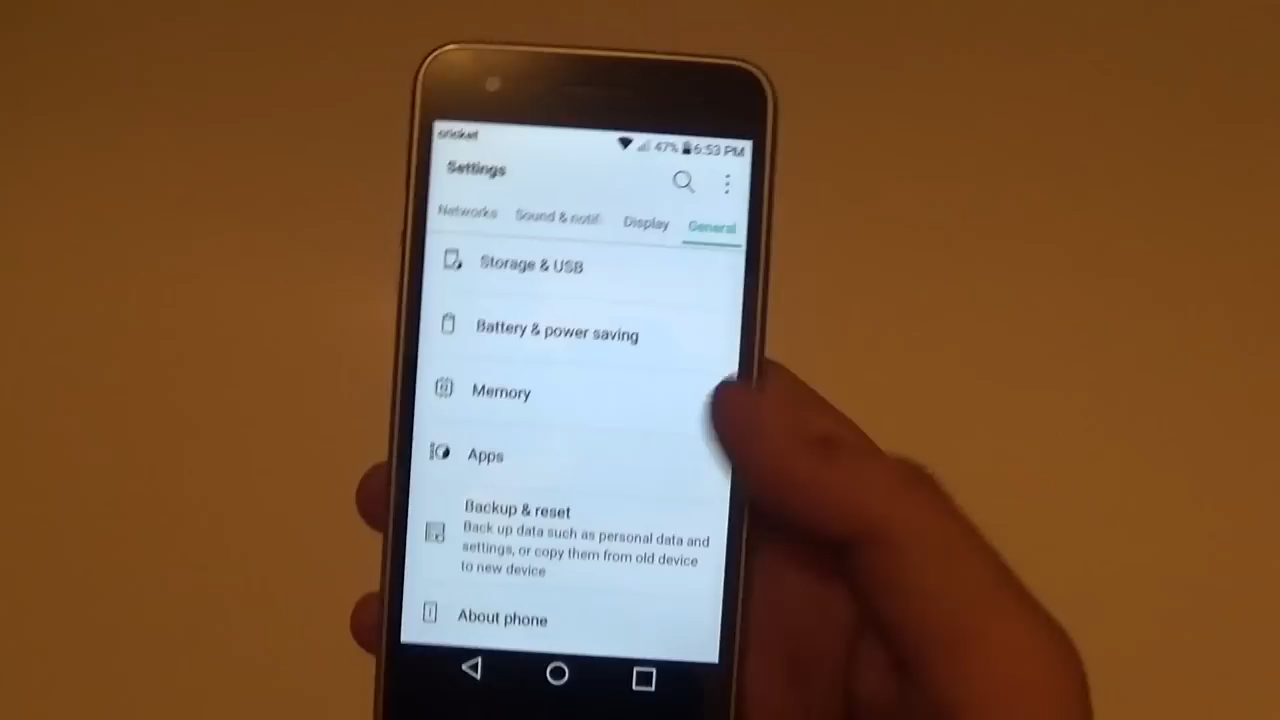 cricket
47% 6:53 PM
Settings
Networks Sound & notif. Display General
Storage & USB
Battery & power saving
Memory
Apps
Backup & reset
Back up data such as personal data and
settings, or copy them from old device
to new device
About phone